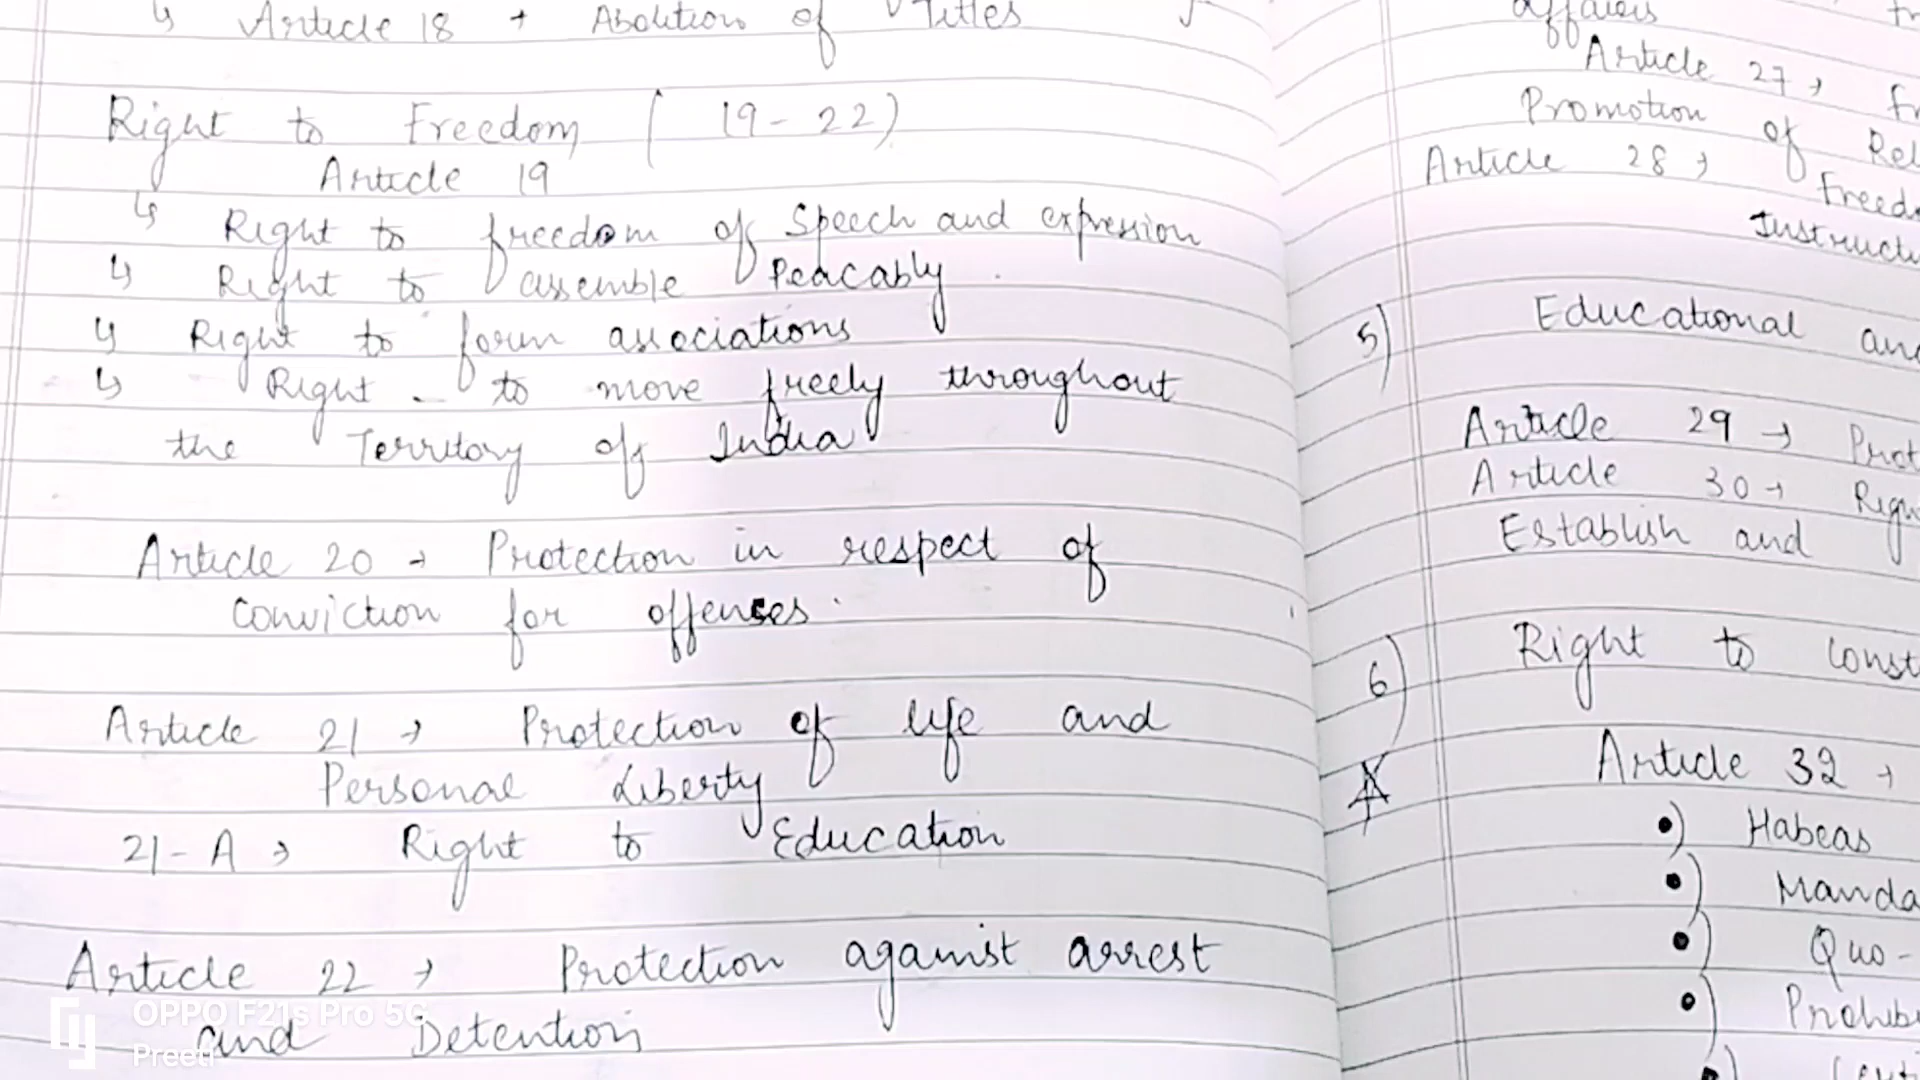 ↳ Article 18 → Abolition of Titles
Right to Freedom ( 19-22)
Article 19
↳ Right to freedom of Speech and expression
↳ Right to assemble Peacably
↳ Right to form associations
↳ Right to move freely throughout
the Territory of India
Article 20 → Protection in respect of
Conviction for offences.
Article 21 → Protection of life and
Personal Liberty
21-A → Right to Education
Article 22 → Protection against arrest
and Detention
OPPO F21s Pro 5G
Preeti
affairs
Article 27 →
Promotion of
Article 28 →
5) Educational
Article 29 →
Article 30 →
Establish and
6) Right to
Article 32 →
•) Habeas
•)
•) Quo-
•)